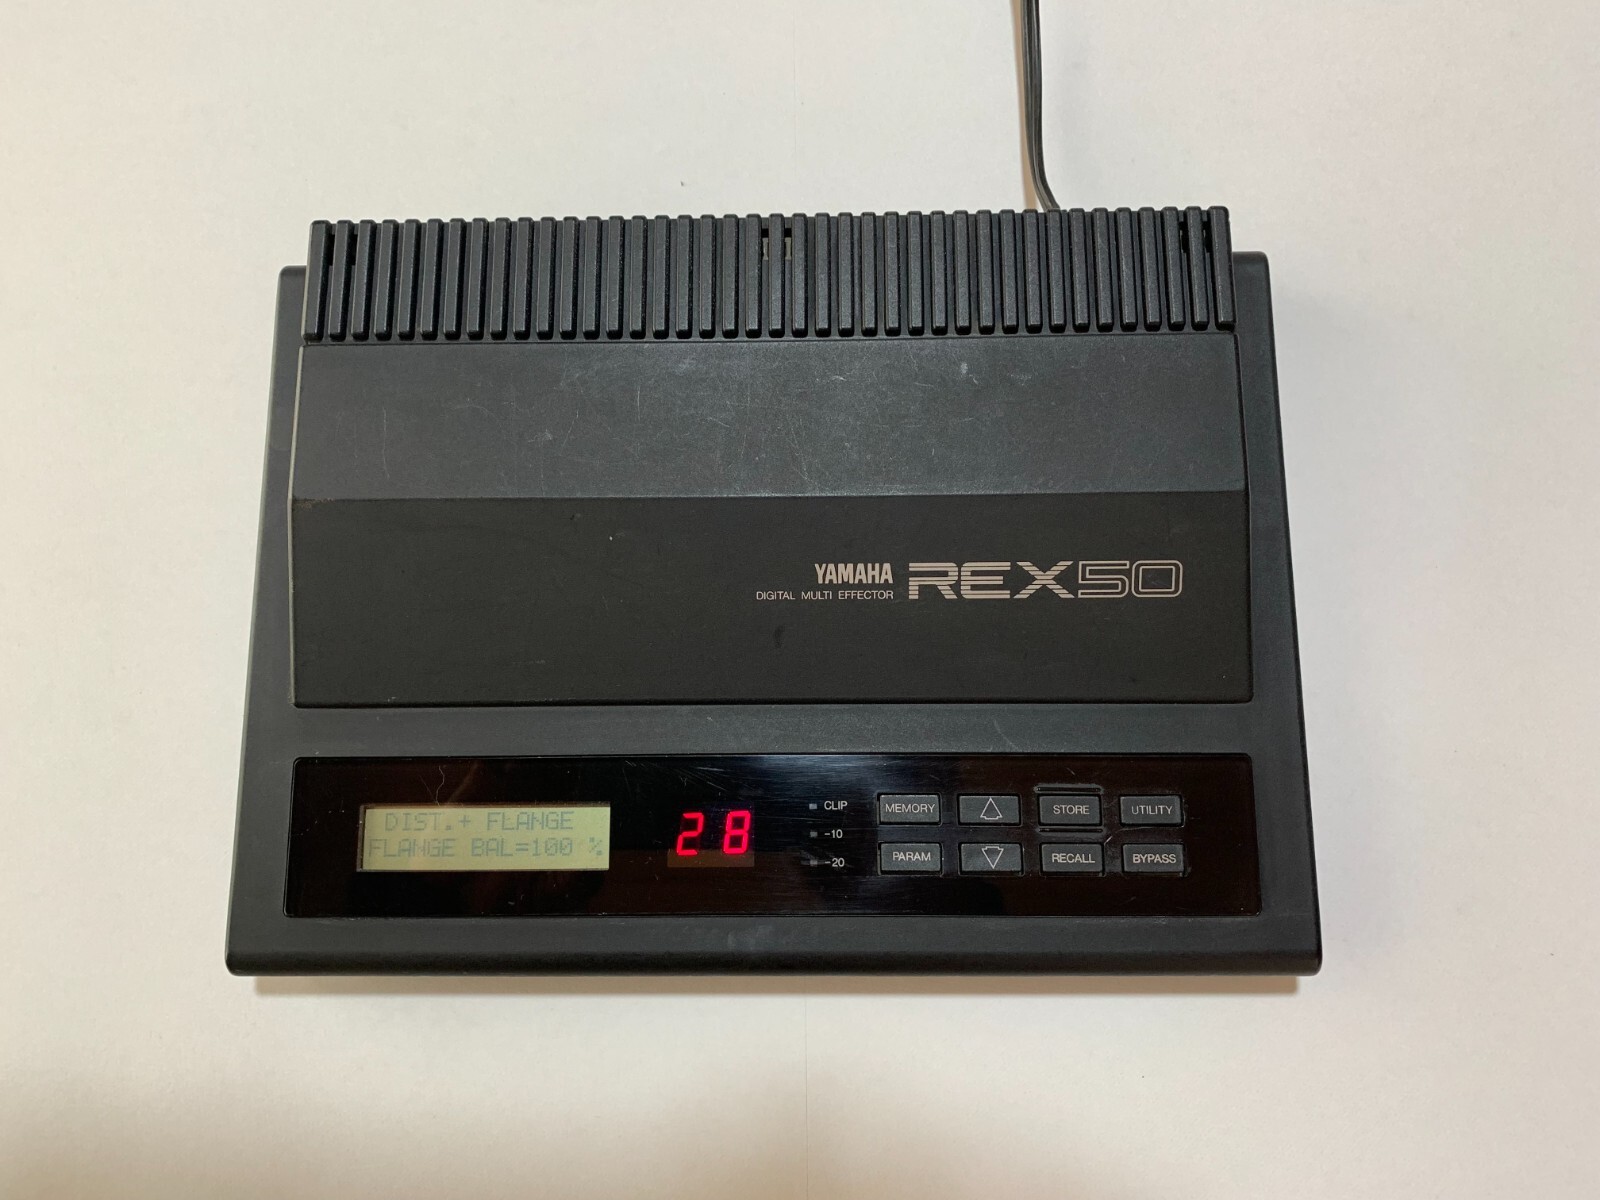 YAMAHA REX50
DIGITAL MULTI EFFECTOR
DIST.+ FLANGE
FLANGE BAL=100 %
28
CLIP
-10
-20
MEMORY STORE UTILITY
PARAM RECALL BYPASS